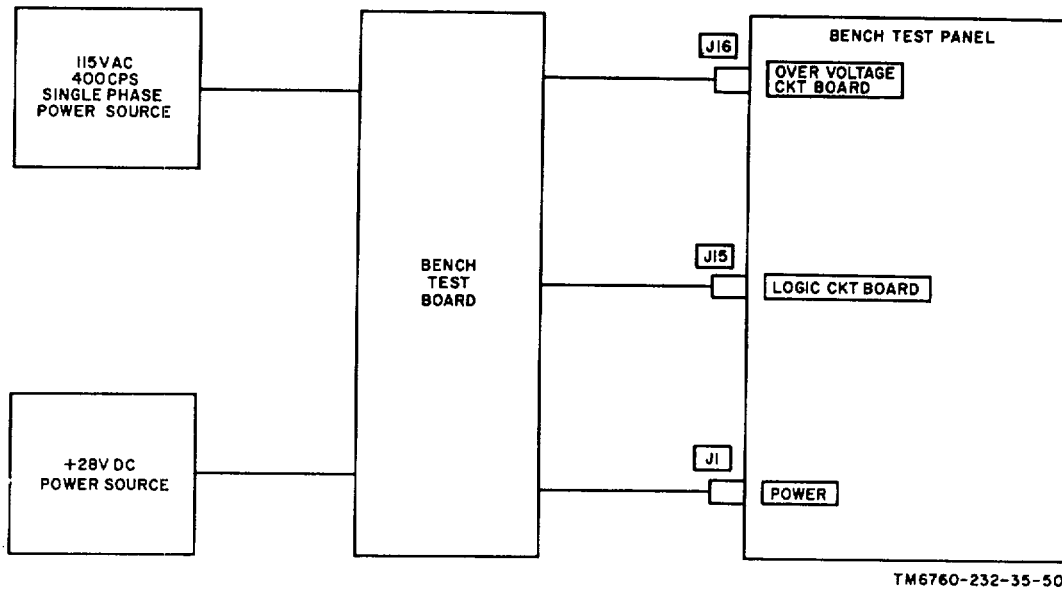 115VAC
400CPS
SINGLE PHASE
POWER SOURCE
+28V DC
POWER SOURCE
BENCH
TEST
BOARD
J16
J15
J1
BENCH TEST PANEL
OVER VOLTAGE
CKT BOARD
LOGIC CKT BOARD
POWER
TM6760-232-35-50